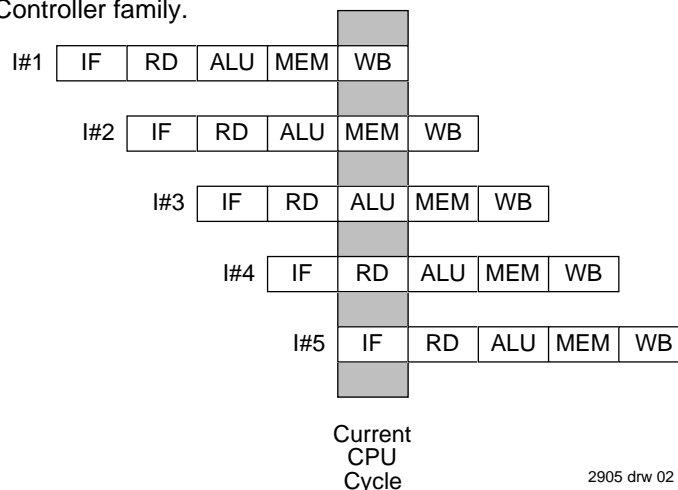 Controller family.
I#1 IF RD ALU MEM WB
I#2 IF RD ALU MEM WB
I#3 IF RD ALU MEM WB
I#4 IF RD ALU MEM WB
I#5 IF RD ALU MEM WB
Current
CPU
Cycle
2905 drw 02